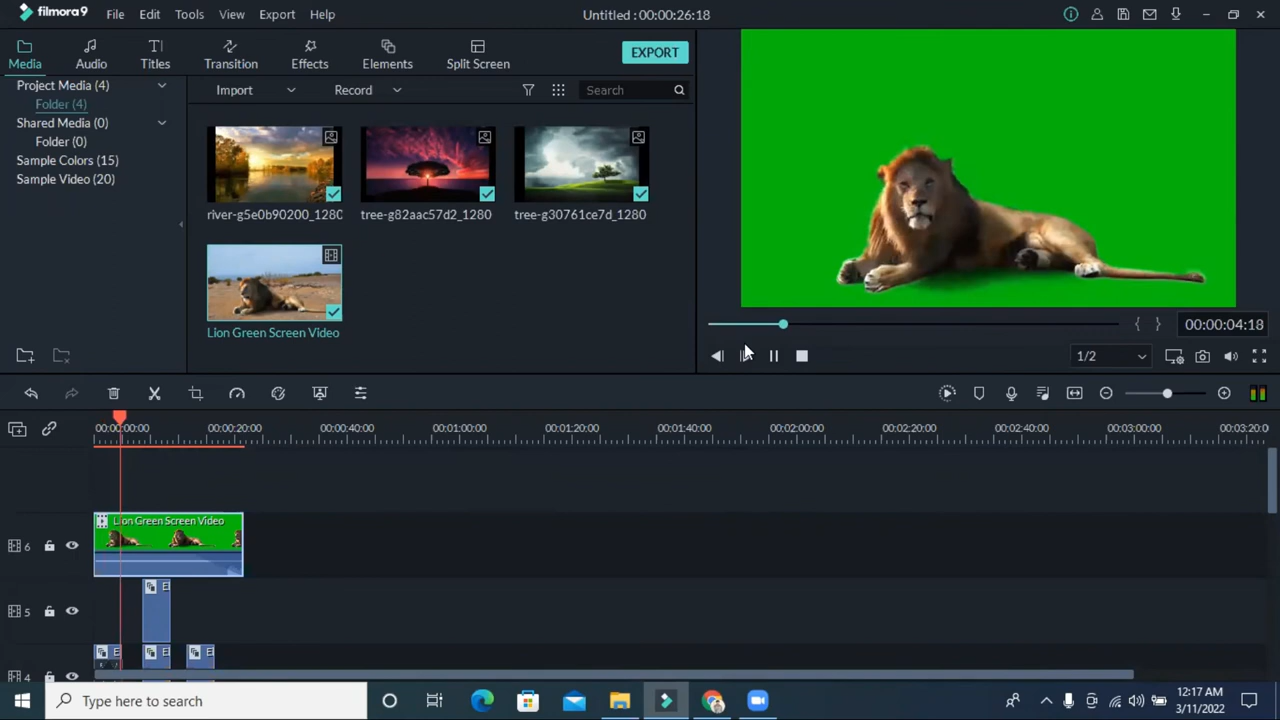 filmora9 File Edit Tools View Export Help Untitled : 00:00:26:18
Media Audio Titles Transition Effects Elements Split Screen EXPORT
Project Media (4)
Folder (4)
Shared Media (0)
Folder (0)
Sample Colors (15)
Sample Video (20)
Import Record Search
river-g5e0b90200_1280
tree-g82aac57d2_1280
tree-g30761ce7d_1280
Lion Green Screen Video
{ } 00:00:04:18
1/2
00:00:00:00 00:00:20:00 00:00:40:00 00:01:00:00 00:01:20:00 00:01:40:00 00:02:00:00 00:02:20:00 00:02:40:00 00:03:00:00 00:03:20:0
Lion Green Screen Video
6
5 El
4 E El El
Type here to search
12:17 AM
3/11/2022